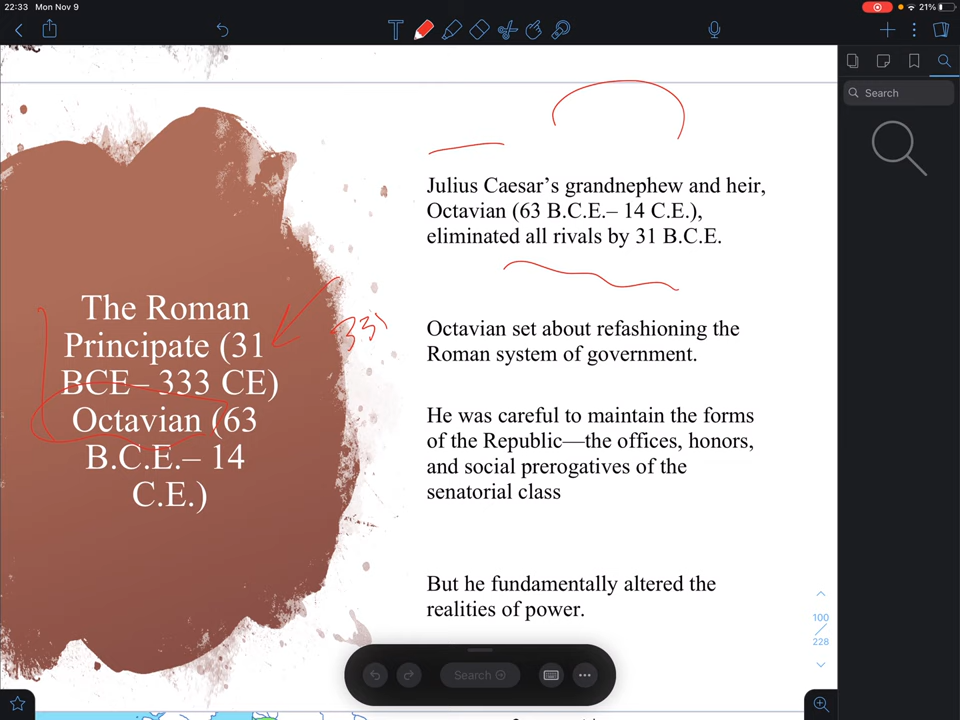 22:33 Mon Nov 9
21%
T
Search
The Roman
Principate (31
BCE– 333 CE)
Octavian (63
B.C.E.– 14
C.E.)
Julius Caesar's grandnephew and heir,
Octavian (63 B.C.E.– 14 C.E.),
eliminated all rivals by 31 B.C.E.
Octavian set about refashioning the
Roman system of government.
He was careful to maintain the forms
of the Republic—the offices, honors,
and social prerogatives of the
senatorial class
But he fundamentally altered the
realities of power.
100
228
Search